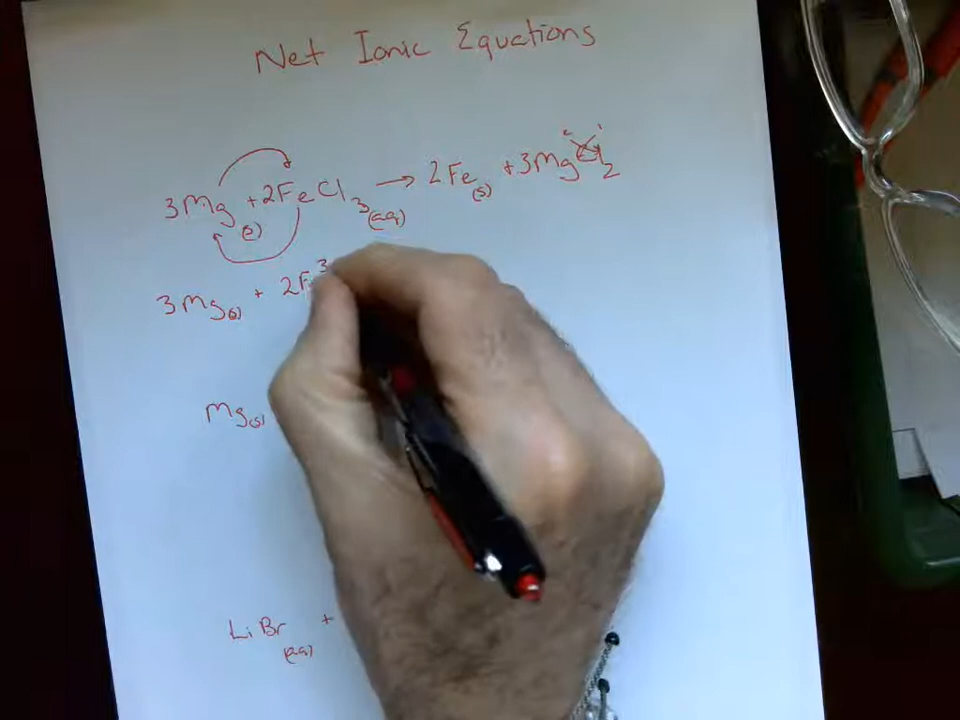 Net Ionic Equations
3Mg(s) + 2FeCl3(aq) → 2Fe(s) + 3MgCl2
3Mg(s) + 2Fe3
Mg(s)
LiBr(aq) +